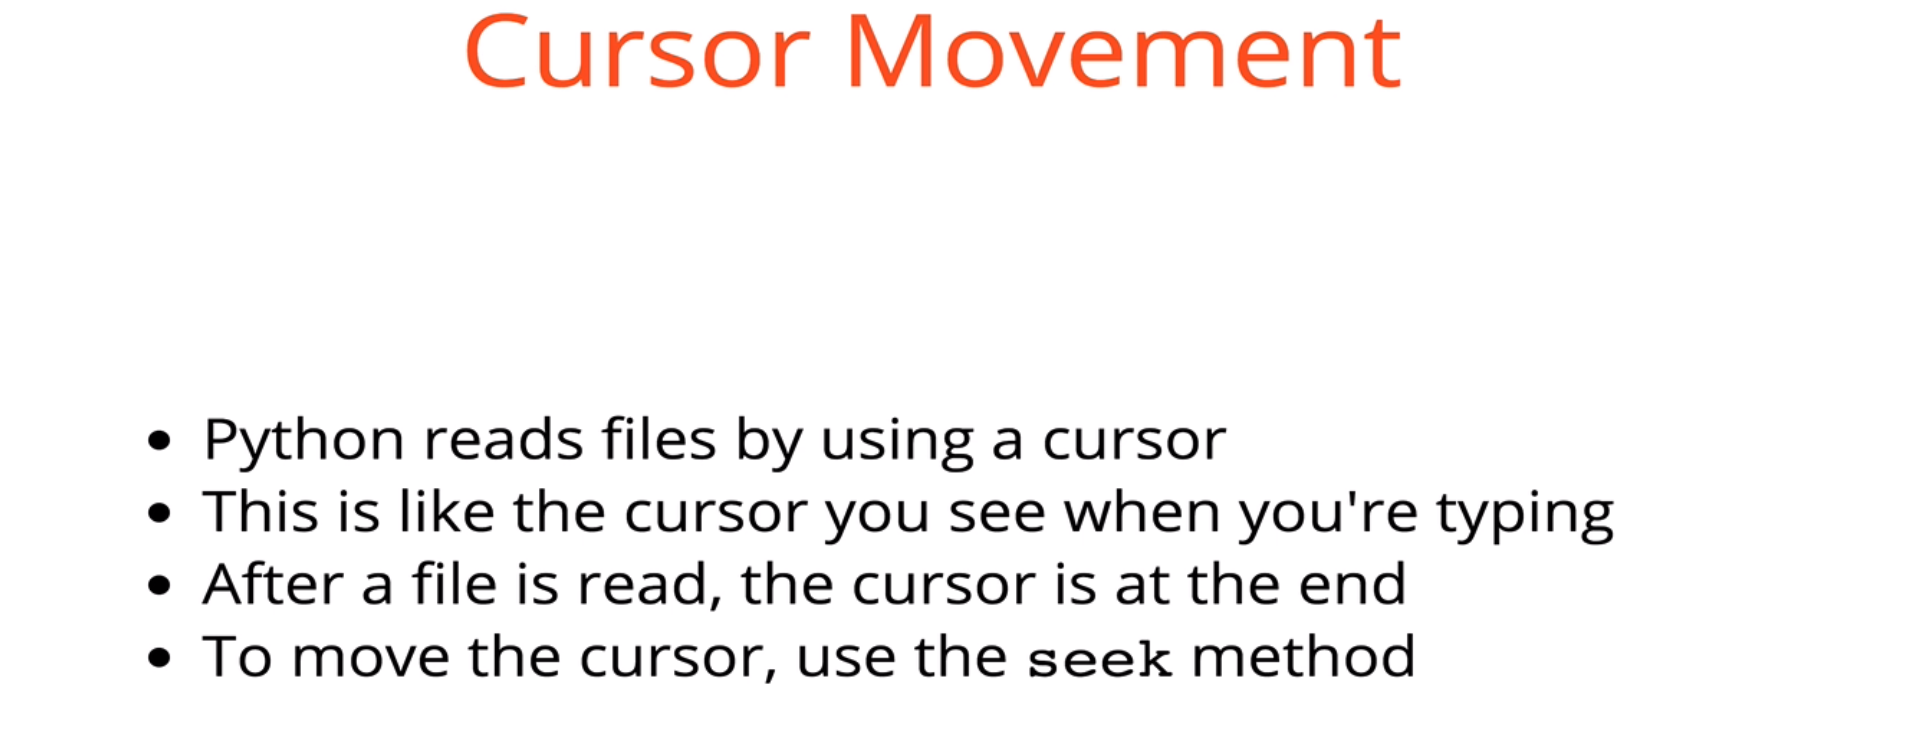 Cursor Movement
• Python reads files by using a cursor
• This is like the cursor you see when you're typing
• After a file is read, the cursor is at the end
• To move the cursor, use the seek method